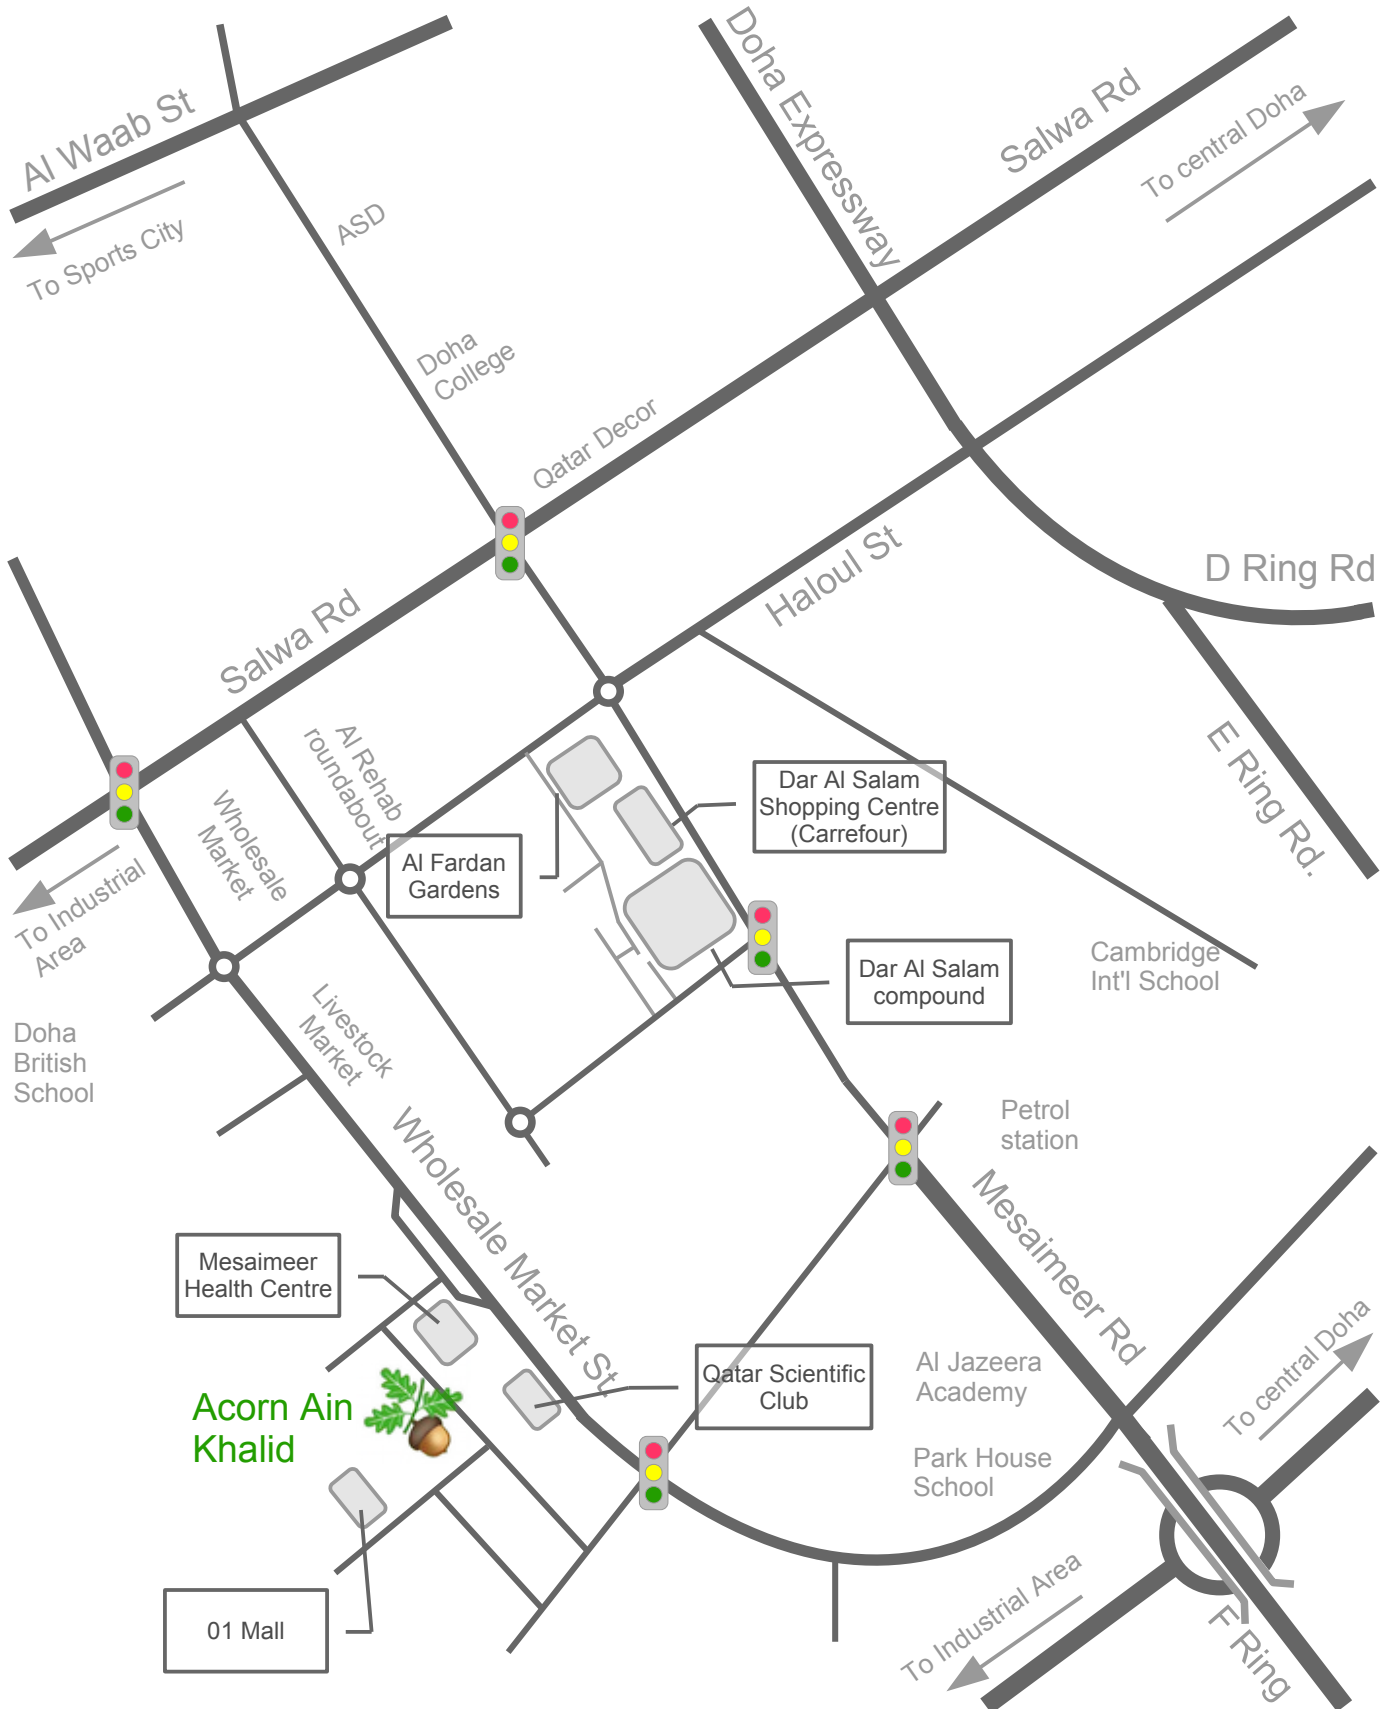 Al Waab St
To Sports City
ASD
Doha
College
Doha Expressway
Salwa Rd
To central Doha
Qatar Decor
Haloul St
D Ring Rd
E Ring Rd.
Salwa Rd
Al Rehab
roundabout
Wholesale
Market
To Industrial
Area
Al Fardan
Gardens
Dar Al Salam
Shopping Centre
(Carrefour)
Dar Al Salam
compound
Cambridge
Int'l School
Doha
British
School
Livestock
Market
Petrol
station
Wholesale Market St.
Mesaimeer Rd
Mesaimeer
Health Centre
Qatar Scientific
Club
Al Jazeera
Academy
To central Doha
Acorn Ain
Khalid
Park House
School
01 Mall
To Industrial Area
F Ring